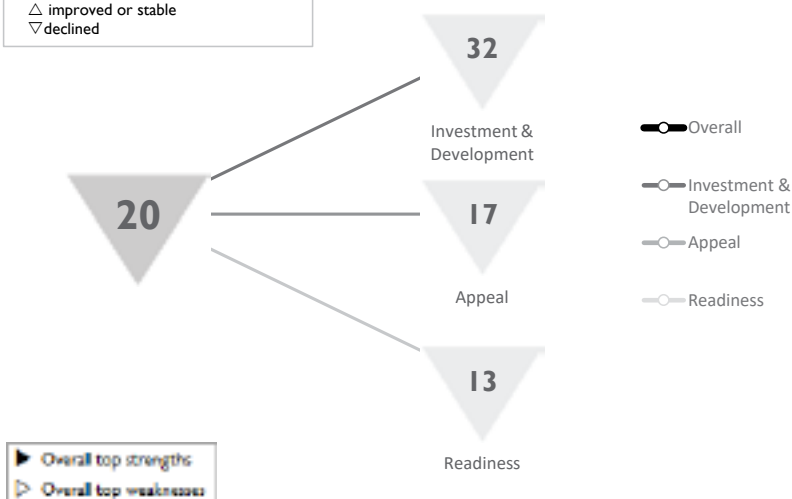 △ improved or stable
▽ declined
32
Investment &
Development
20
17
Appeal
13
Readiness
Overall
Investment &
Development
Appeal
Readiness
▶ Overall top strengths
▷ Overall top weaknesses